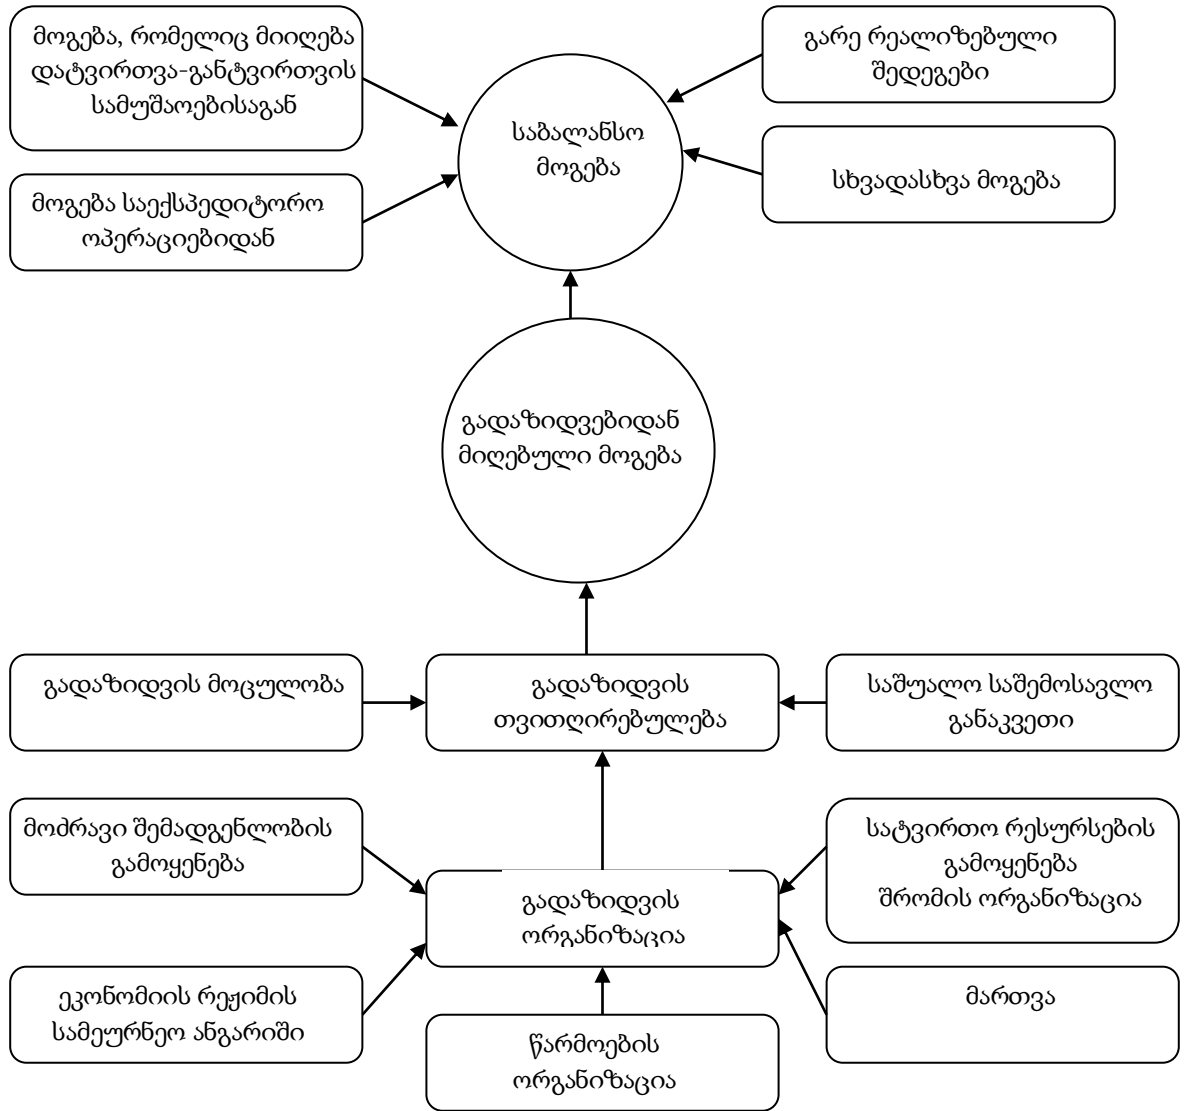 მოგება, რომელიც მიიღება
დატვირთვა-განტვირთვის
სამუშაოებისაგან
გარე რეალიზებული
შედეგები
საბალანსო
მოგება
მოგება საექსპედიტორო
ოპერაციებიდან
სხვადასხვა მოგება
გადაზიდვებიდან
მიღებული მოგება
გადაზიდვის მოცულობა
გადაზიდვის
თვითღირებულება
საშუალო საშემოსავლო
განაკვეთი
მოძრავი შემადგენლობის
გამოყენება
სატვირთო რესურსების
გამოყენება
შრომის ორგანიზაცია
გადაზიდვის
ორგანიზაცია
ეკონომიის რეჟიმის
სამეურნეო ანგარიში
მართვა
წარმოების
ორგანიზაცია